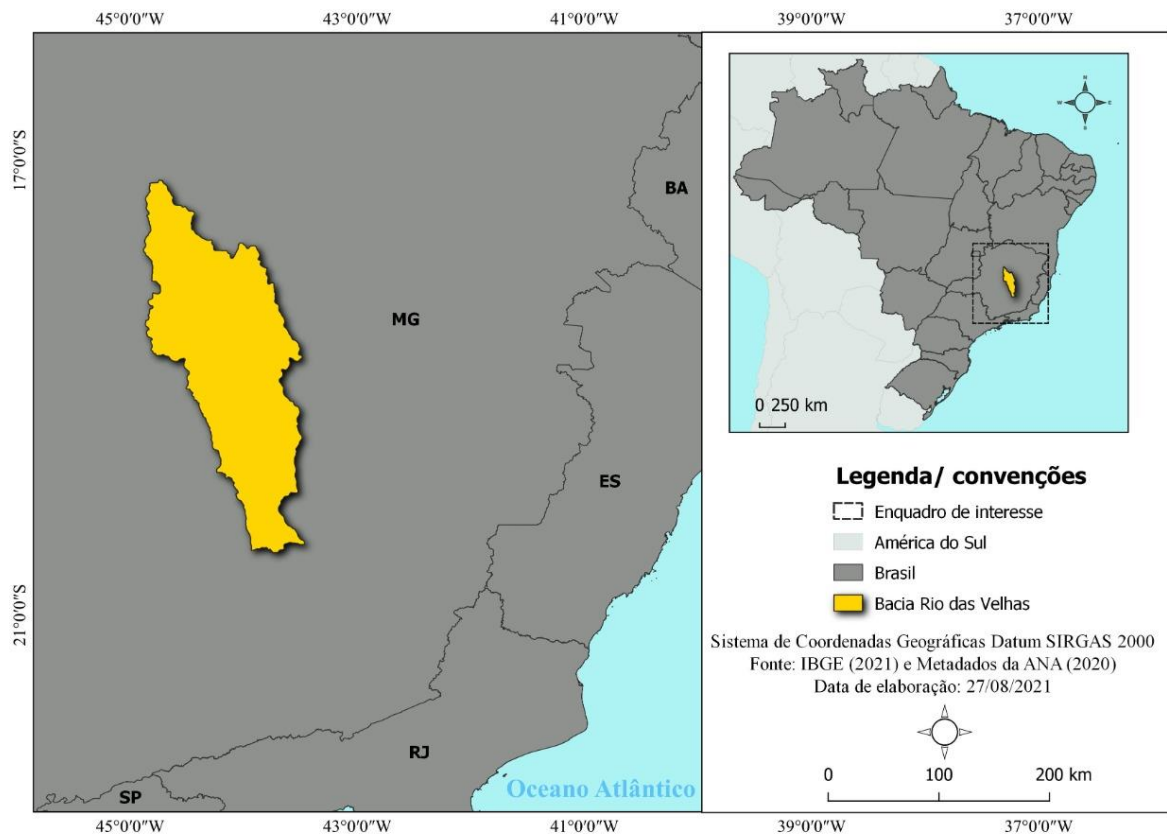 45°0'0"W 43°0'0"W 41°0'0"W 39°0'0"W 37°0'0"W
17°0'0"S
21°0'0"S
BA
MG
ES
RJ
SP
Oceano Atlântico
N
W E
S
0 250 km
Legenda/ convenções
Enquadro de interesse
América do Sul
Brasil
Bacia Rio das Velhas
Sistema de Coordenadas Geográficas Datum SIRGAS 2000
Fonte: IBGE (2021) e Metadados da ANA (2020)
Data de elaboração: 27/08/2021
0 100 200 km
45°0'0"W 43°0'0"W 41°0'0"W 39°0'0"W 37°0'0"W